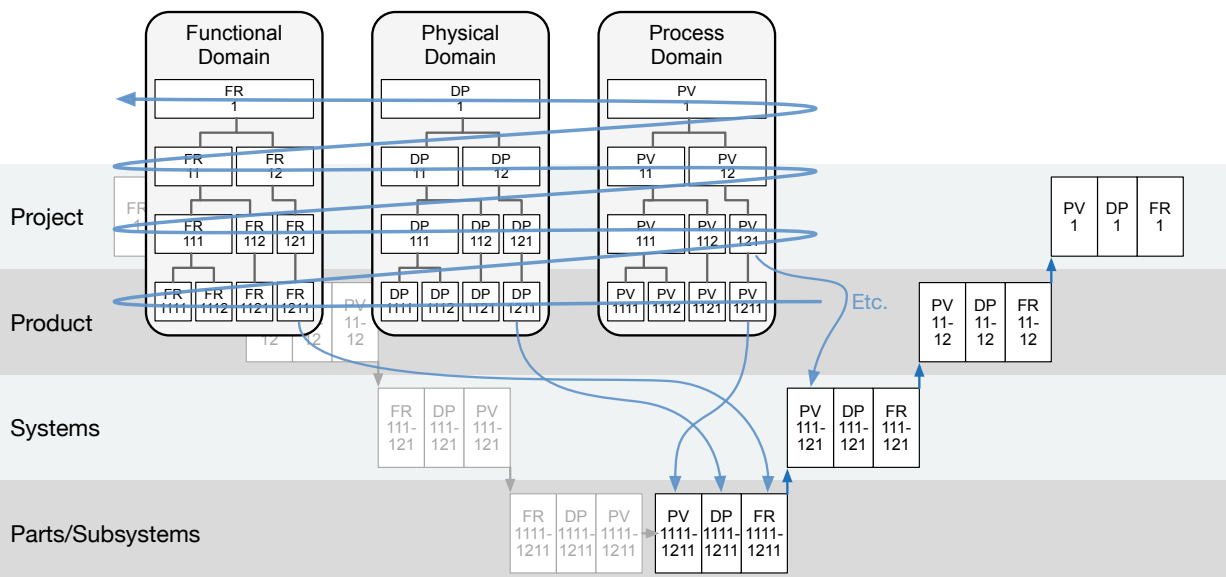 Functional
Domain
Physical
Domain
Process
Domain
FR
1
DP
1
PV
1
FR
11
FR
12
DP
11
DP
12
PV
11
PV
12
Project
FR
1
FR
111
FR
112
FR
121
DP
111
DP
112
DP
121
PV
111
PV
112
PV
121
PV
1
DP
1
FR
1
Product
FR
1111
FR
1112
FR
1121
FR
1211
DP
1111
DP
1112
DP
1121
DP
1211
PV
1111
PV
1112
PV
1121
PV
1211
Etc.
12
12
PV
11-
12
PV
11-
12
DP
11-
12
FR
11-
12
Systems
FR
111-
121
DP
111-
121
PV
111-
121
PV
111-
121
DP
111-
121
FR
111-
121
Parts/Subsystems
FR
1111-
1211
DP
1111-
1211
PV
1111-
1211
PV
1111-
1211
DP
1111-
1211
FR
1111-
1211